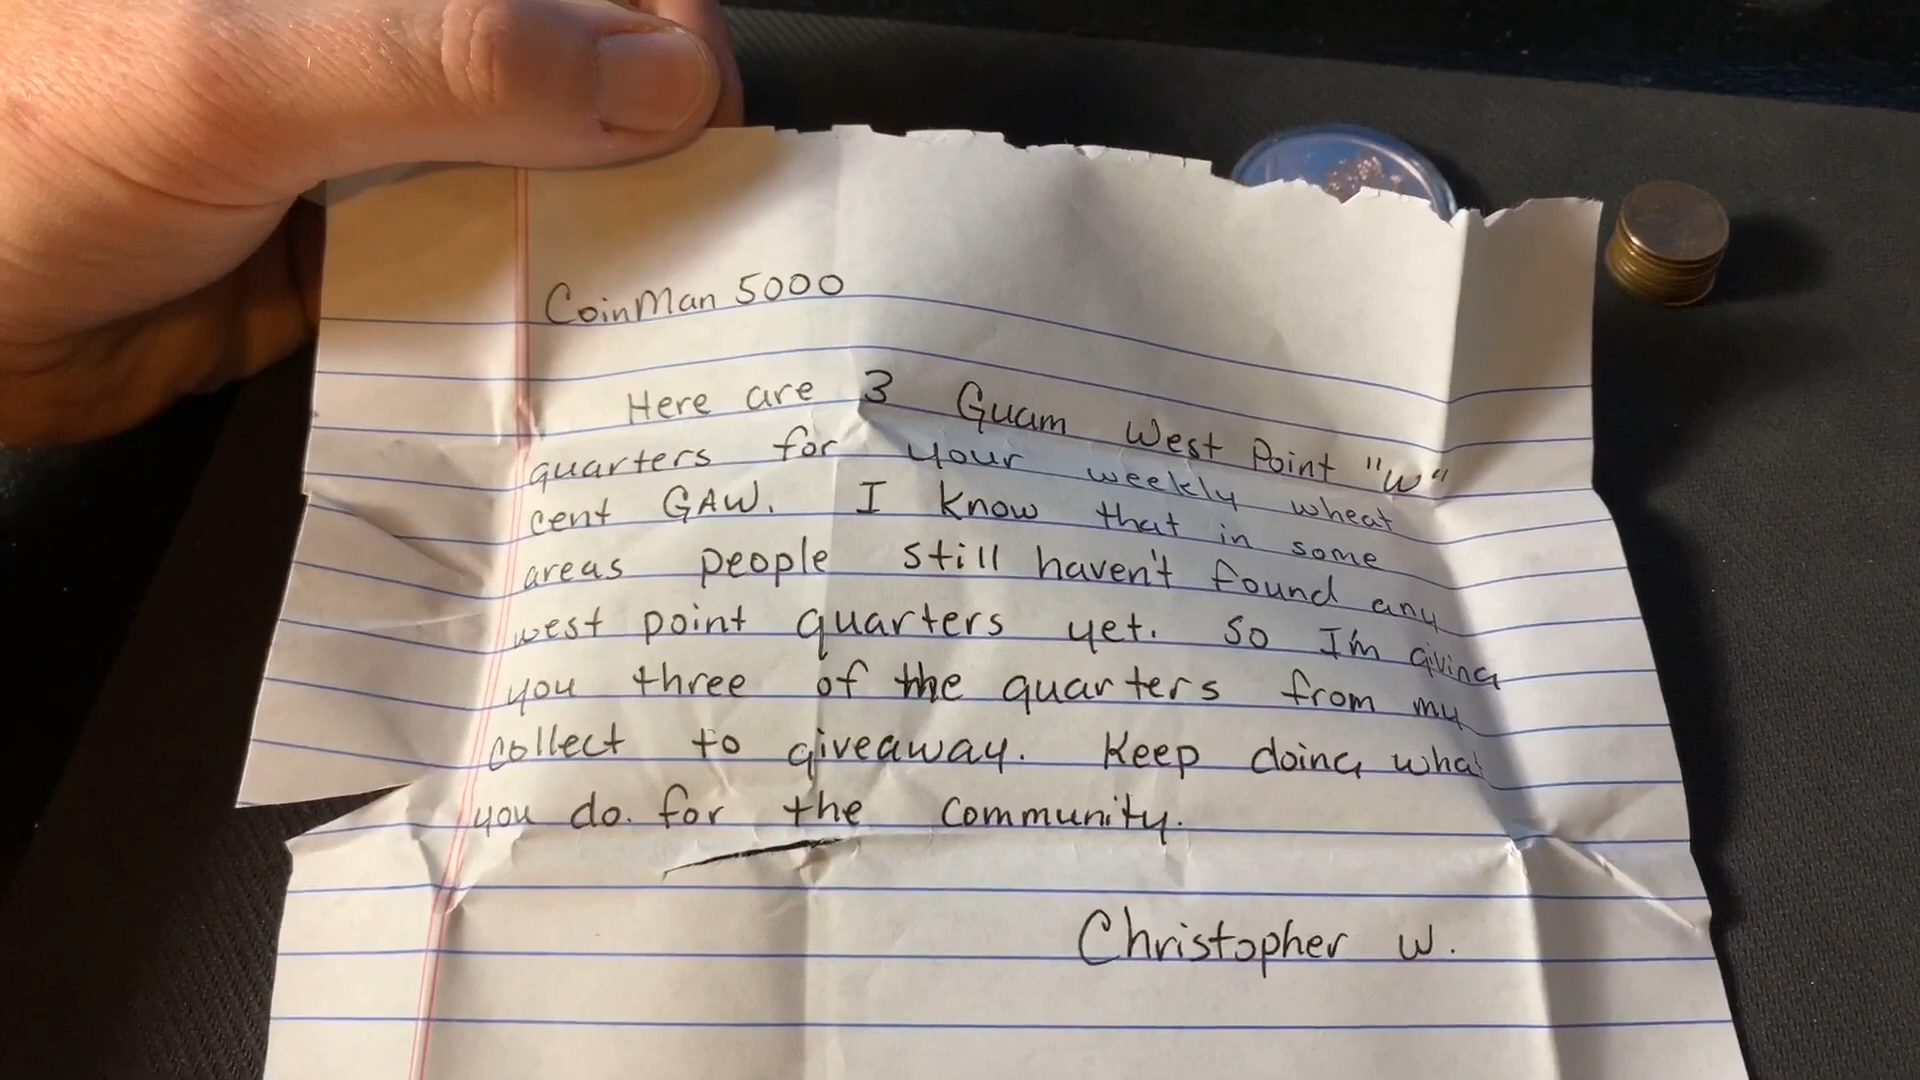 CoinMan 5000
Here are 3 Guam West Point "W"
quarters for your weekly wheat
cent GAW. I know that in some
areas people still haven't found any
west point quarters yet. So I'm giving
you three of the quarters from my
collect to giveaway. Keep doing what
you do. for the community.
Christopher W.